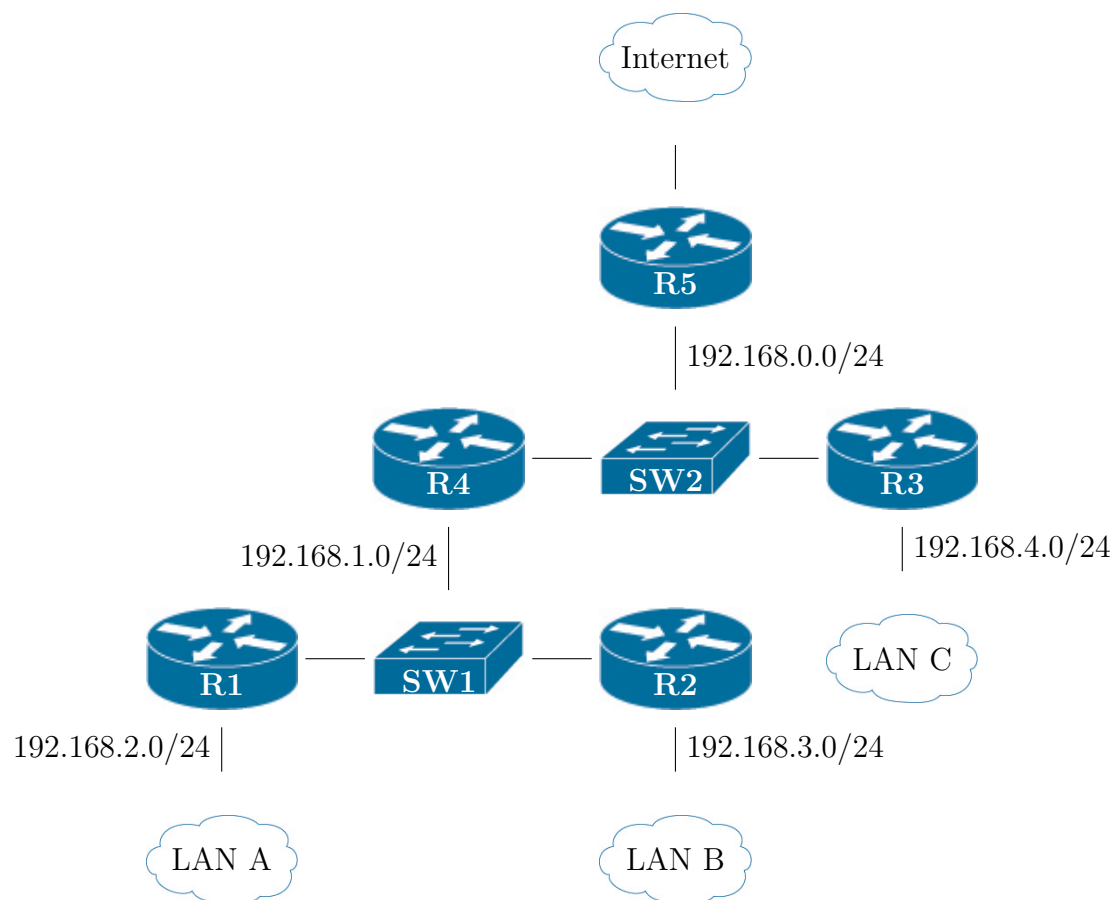 Internet
R5
192.168.0.0/24
R4
SW2
R3
192.168.1.0/24
192.168.4.0/24
R1
SW1
R2
LAN C
192.168.2.0/24
192.168.3.0/24
LAN A
LAN B